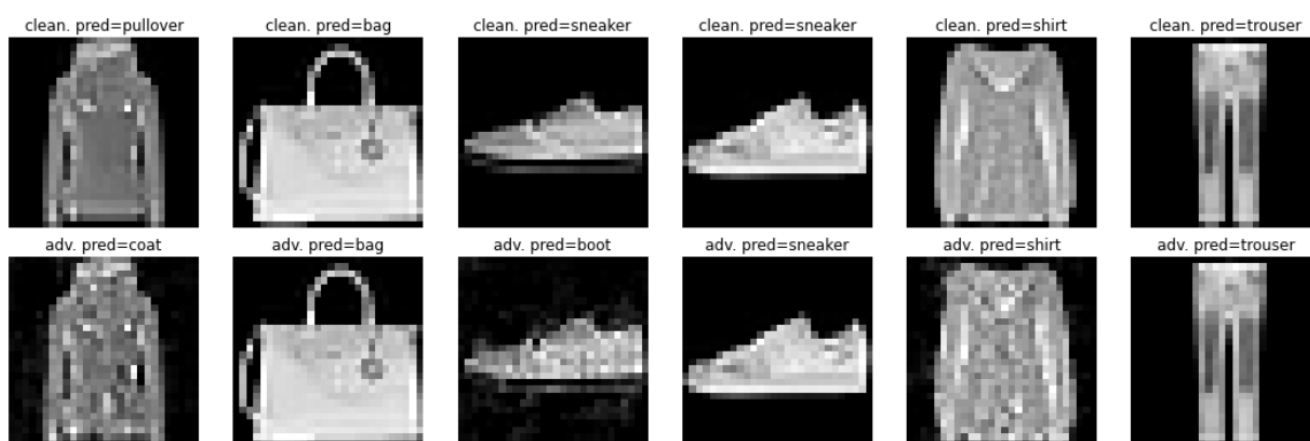 clean. pred=pullover
clean. pred=bag
clean. pred=sneaker
clean. pred=sneaker
clean. pred=shirt
clean. pred=trouser
adv. pred=coat
adv. pred=bag
adv. pred=boot
adv. pred=sneaker
adv. pred=shirt
adv. pred=trouser